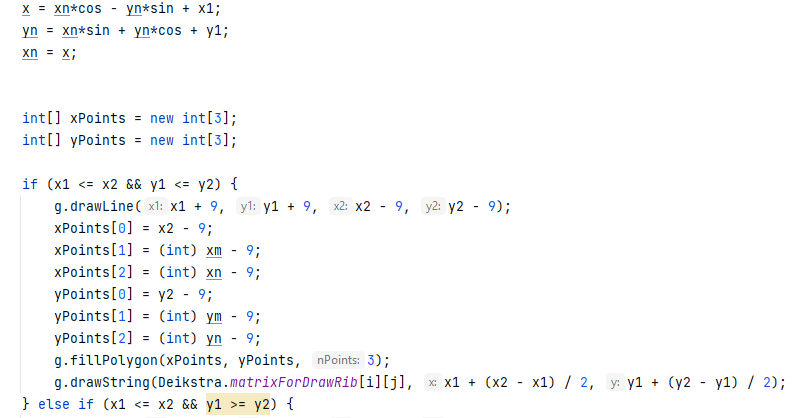 x = xn*cos - yn*sin + x1;
yn = xn*sin + yn*cos + y1;
xn = x;
int[] xPoints = new int[3];
int[] yPoints = new int[3];
if (x1 <= x2 && y1 <= y2) {
g.drawLine( x1: x1 + 9, y1: y1 + 9, x2: x2 - 9, y2: y2 - 9);
xPoints[0] = x2 - 9;
xPoints[1] = (int) xm - 9;
xPoints[2] = (int) xn - 9;
yPoints[0] = y2 - 9;
yPoints[1] = (int) ym - 9;
yPoints[2] = (int) yn - 9;
g.fillPolygon(xPoints, yPoints, nPoints: 3);
g.drawString(Deikstra.matrixForDrawRib[i][j], x: x1 + (x2 - x1) / 2, y: y1 + (y2 - y1) / 2);
} else if (x1 <= x2 && y1 >= y2) {